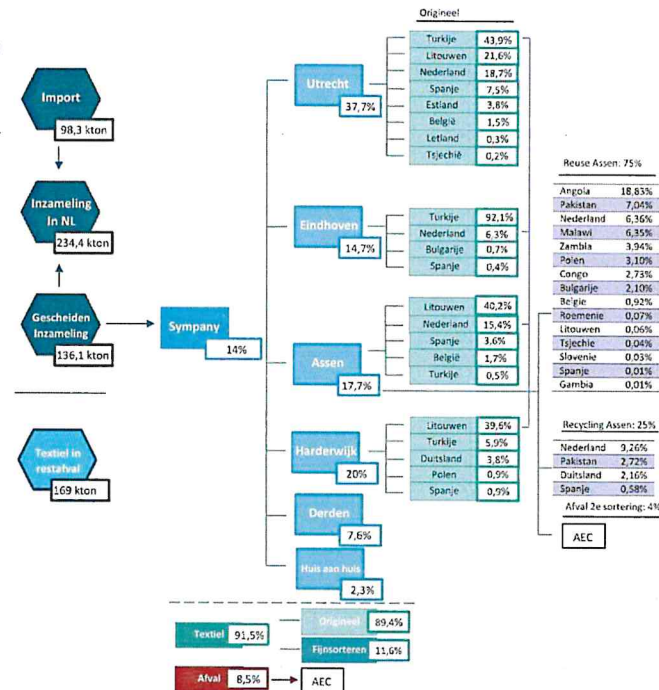 Import
98,3 kton
Inzameling
In NL
234,4 kton
Gescheiden
Inzameling
136,1 kton
Textiel in
restafval
169 kton
Sympany
14%
Utrecht
37,7%
Eindhoven
14,7%
Assen
17,7%
Harderwijk
20%
Derden
7,6%
Huis aan huis
2,3%
Origineel
Turkije 43,9%
Litouwen 21,6%
Nederland 18,7%
Spanje 7,5%
Estland 3,8%
België 1,5%
Letland 0,3%
Tsjechië 0,2%
Turkije 92,1%
Nederland 6,3%
Bulgarije 0,7%
Spanje 0,4%
Litouwen 40,2%
Nederland 15,4%
Spanje 3,6%
België 1,7%
Turkije 0,5%
Litouwen 39,6%
Turkije 5,9%
Duitsland 3,8%
Polen 0,9%
Spanje 0,9%
Reuse Assen: 75%
Angola 18,83%
Pakistan 7,04%
Nederland 6,36%
Malawi 6,35%
Zambia 3,94%
Polen 3,10%
Congo 2,73%
Bulgarije 2,10%
Belgie 0,92%
Roemenie 0,07%
Litouwen 0,06%
Tsjechie 0,04%
Slovenie 0,03%
Spanje 0,01%
Gambia 0,01%
Recycling Assen: 25%
Nederland 9,26%
Pakistan 2,72%
Duitsland 2,16%
Spanje 0,58%
Afval 2e sortering: 4%
AEC
Textiel 91,5%
Origineel
89,4%
Fijnsorteren 11,6%
Afval 8,5%
AEC